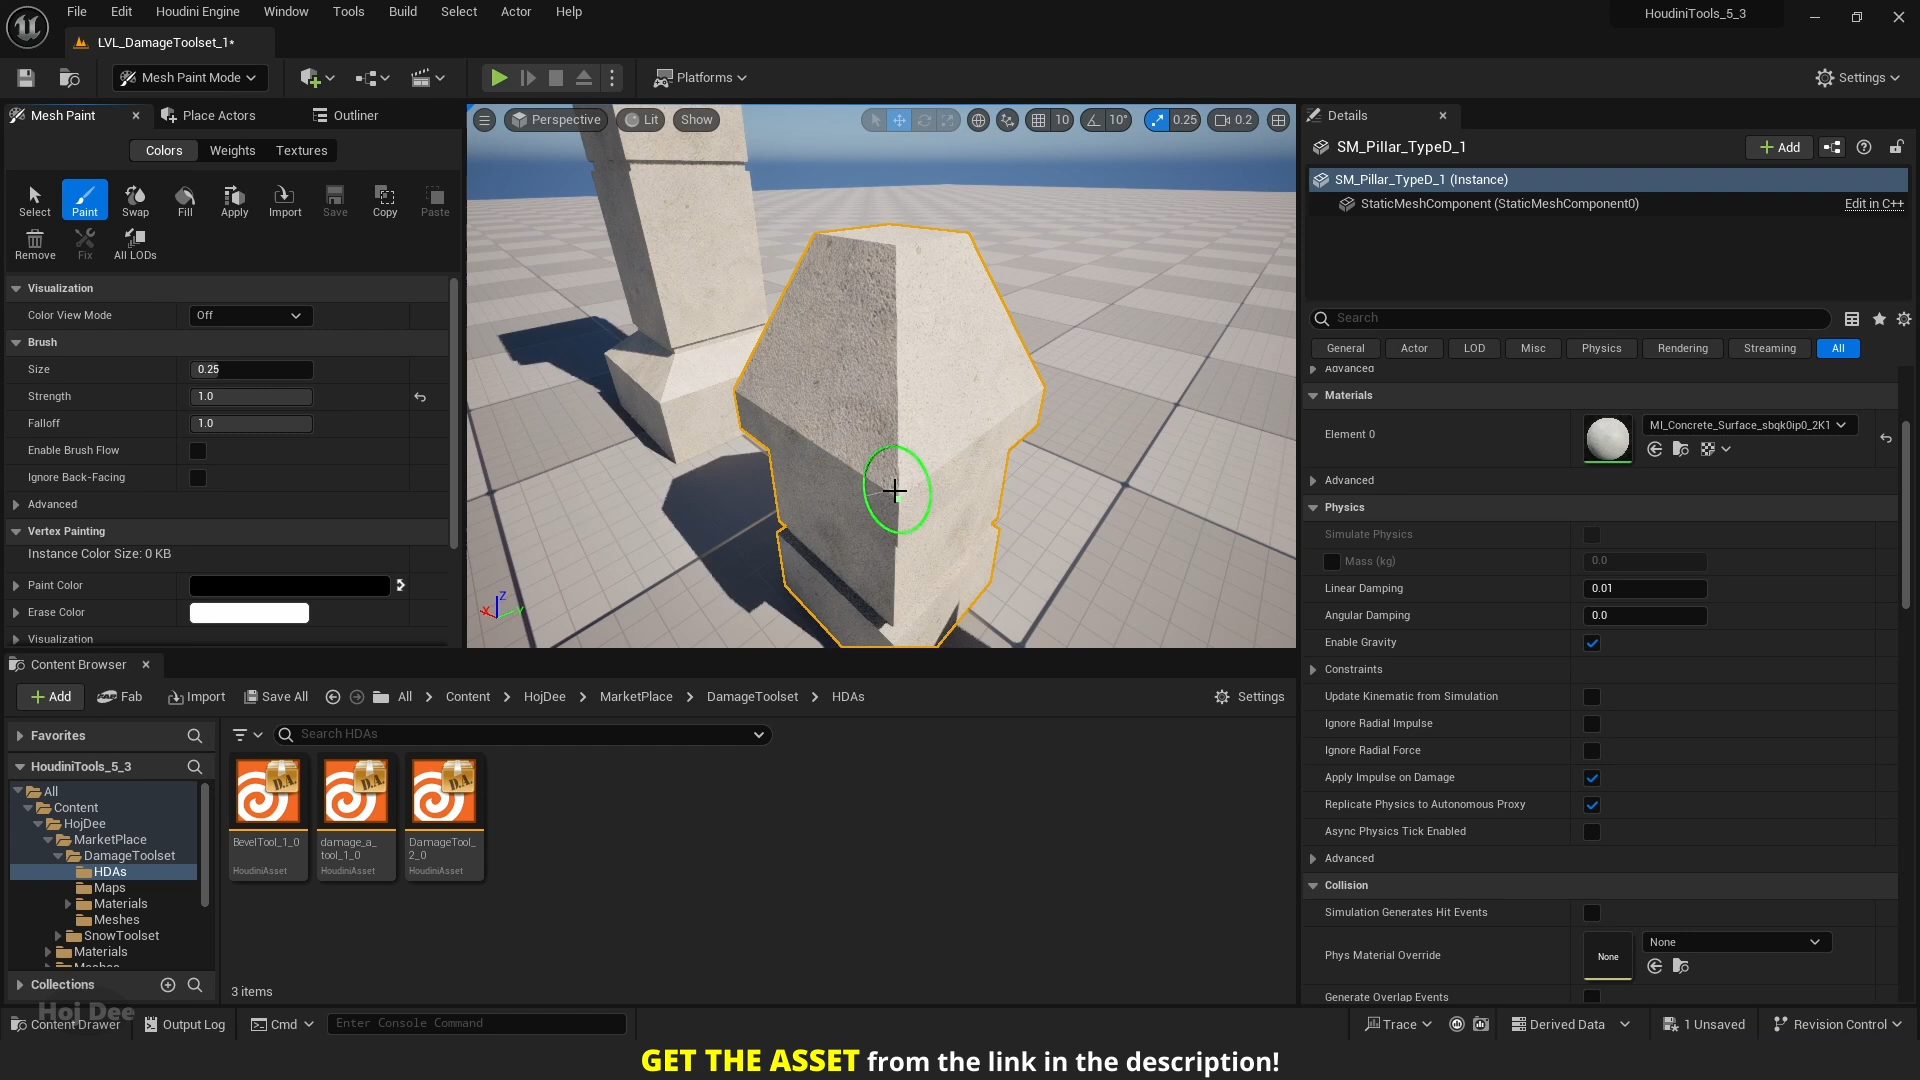 File Edit Houdini Engine Window Tools Build Select Actor Help
HoudiniTools_5_3
LVL_DamageToolset_1*
Mesh Paint Mode
Platforms
Settings
Mesh Paint
Place Actors
Outliner
Colors Weights Textures
Select Paint Swap Fill Apply Import Save Copy Paste
Remove Fix All LODs
Visualization
Color View Mode Off
Brush
Size 0.25
Strength 1.0
Falloff 1.0
Enable Brush Flow
Ignore Back-Facing
Advanced
Vertex Painting
Instance Color Size: 0 KB
Paint Color
Erase Color
Visualization
Perspective Lit Show 10 10° 0.25 0.2
X Y Z
Details
SM_Pillar_TypeD_1
Add
SM_Pillar_TypeD_1 (Instance)
StaticMeshComponent (StaticMeshComponent0) Edit in C++
Search
General Actor LOD Misc Physics Rendering Streaming All
Advanced
Materials
Element 0 MI_Concrete_Surface_sbqk0ip0_2K1
Advanced
Physics
Simulate Physics
Mass (kg) 0.0
Linear Damping 0.01
Angular Damping 0.0
Enable Gravity
Constraints
Update Kinematic from Simulation
Ignore Radial Impulse
Ignore Radial Force
Apply Impulse on Damage
Replicate Physics to Autonomous Proxy
Async Physics Tick Enabled
Advanced
Collision
Simulation Generates Hit Events
Phys Material Override None None
Generate Overlap Events
Content Browser
Add Fab Import Save All All Content HojDee MarketPlace DamageToolset HDAs Settings
Favorites
HoudiniTools_5_3
All
Content
HojDee
MarketPlace
DamageToolset
HDAs
Maps
Materials
Meshes
SnowToolset
Materials
Meshes
Collections
Search HDAs
D.A. D.A. D.A.
BevelTool_1_0 damage_a_ DamageTool_
tool_1_0 2_0
HoudiniAsset HoudiniAsset HoudiniAsset
3 items
Hoj Dee
Content Drawer Output Log Cmd Enter Console Command Trace Derived Data 1 Unsaved Revision Control
GET THE ASSET from the link in the description!